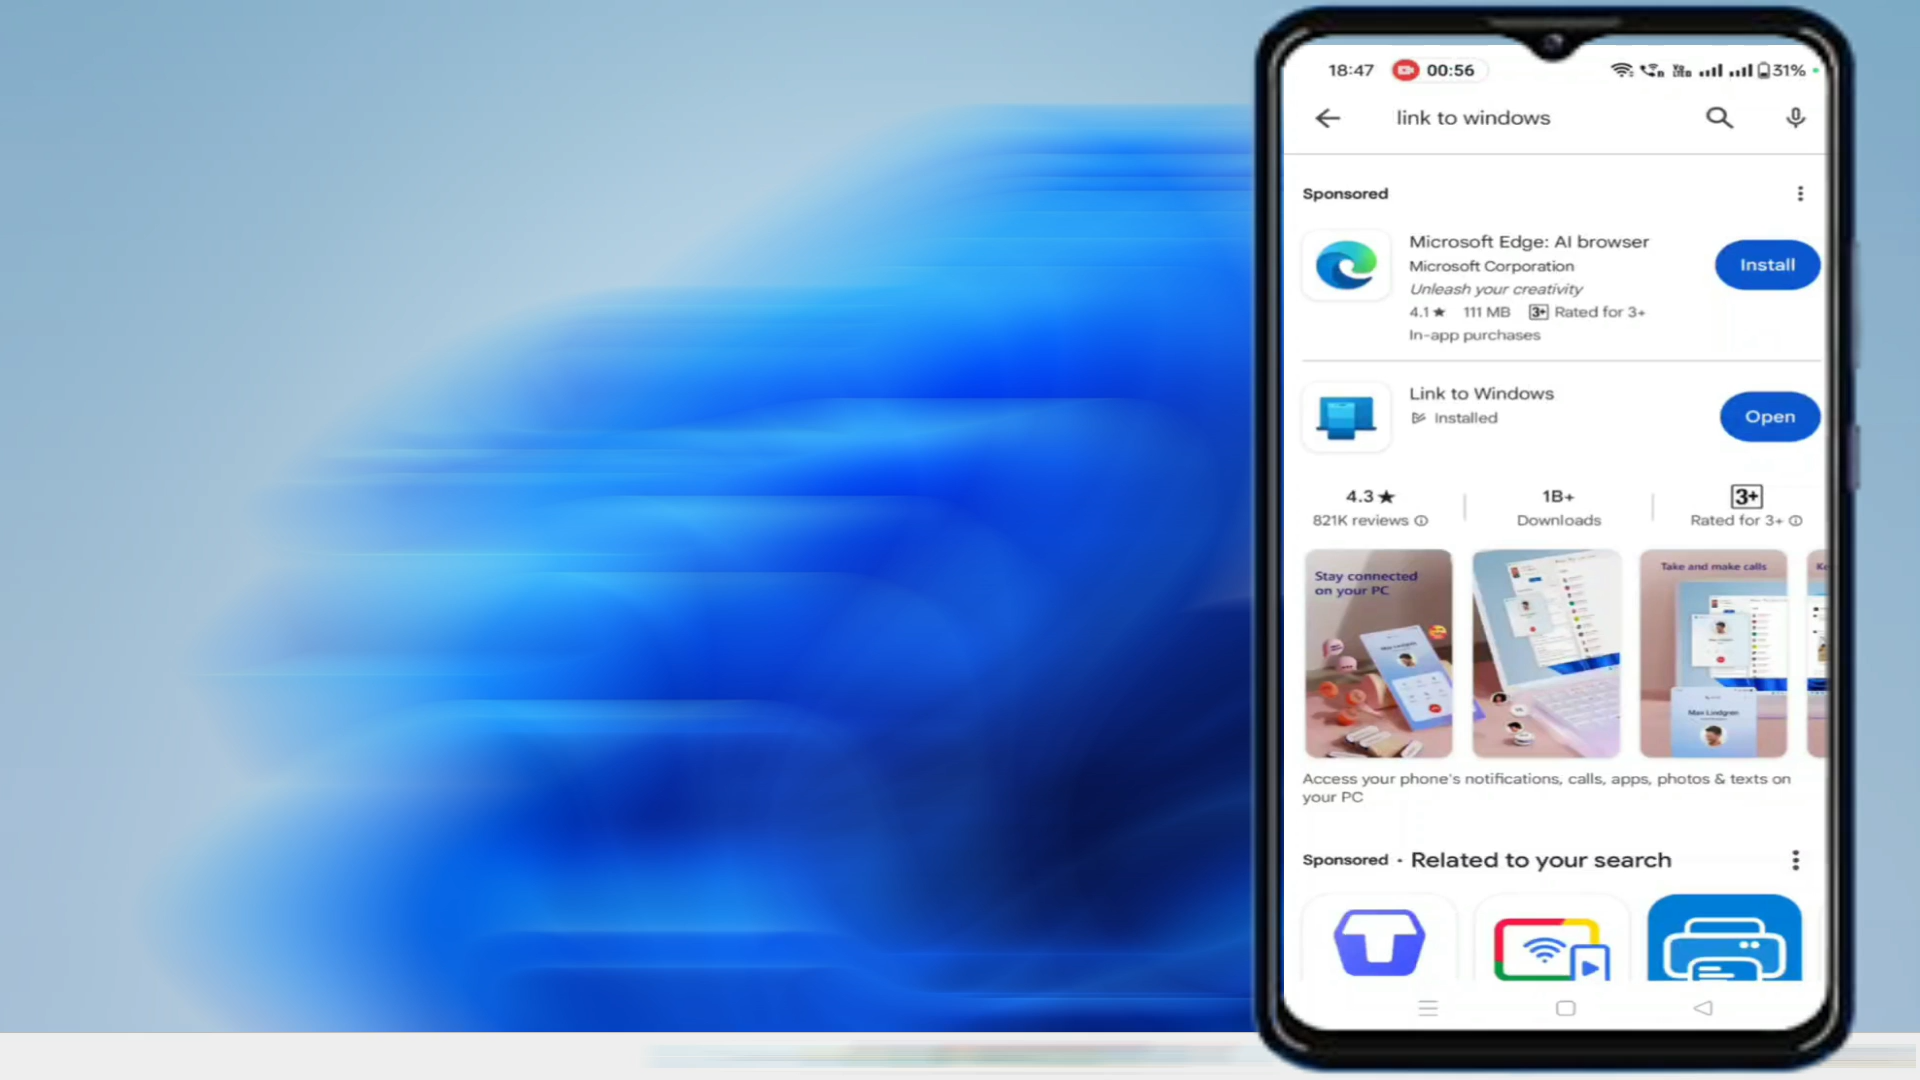 18:47 00:56 31%
link to windows
Sponsored
Microsoft Edge: AI browser
Microsoft Corporation
Unleash your creativity
4.1★ 111 MB 3+ Rated for 3+
In-app purchases
Install
Link to Windows
Installed
Open
4.3★
821K reviews
1B+
Downloads
3+
Rated for 3+
Stay connected
on your PC
Take and make calls
Max Lindgren
Access your phone's notifications, calls, apps, photos & texts on
your PC
Sponsored · Related to your search